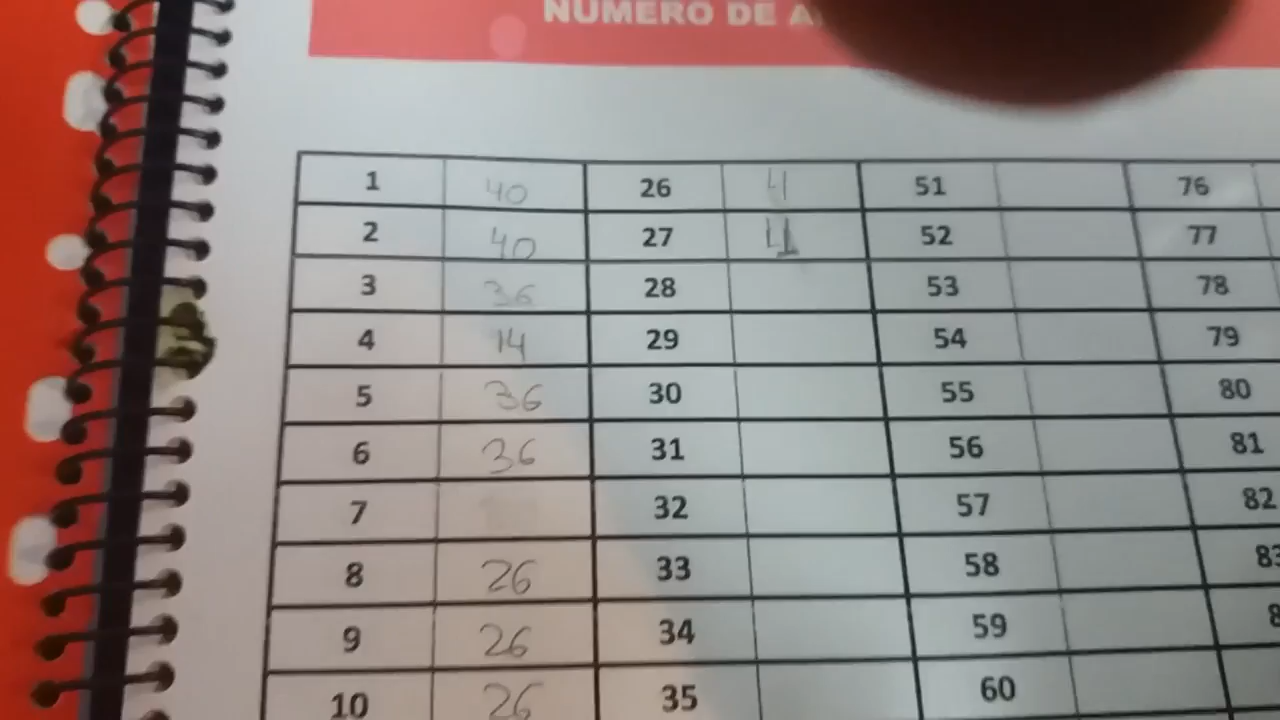 NÚMERO DE
1 40 26 4 51 76
2 40 27 4 52 77
3 36 28 53 78
4 14 29 54 79
5 36 30 55 80
6 36 31 56 81
7 32 57 82
8 26 33 58 83
9 26 34 59
10 26 35 60